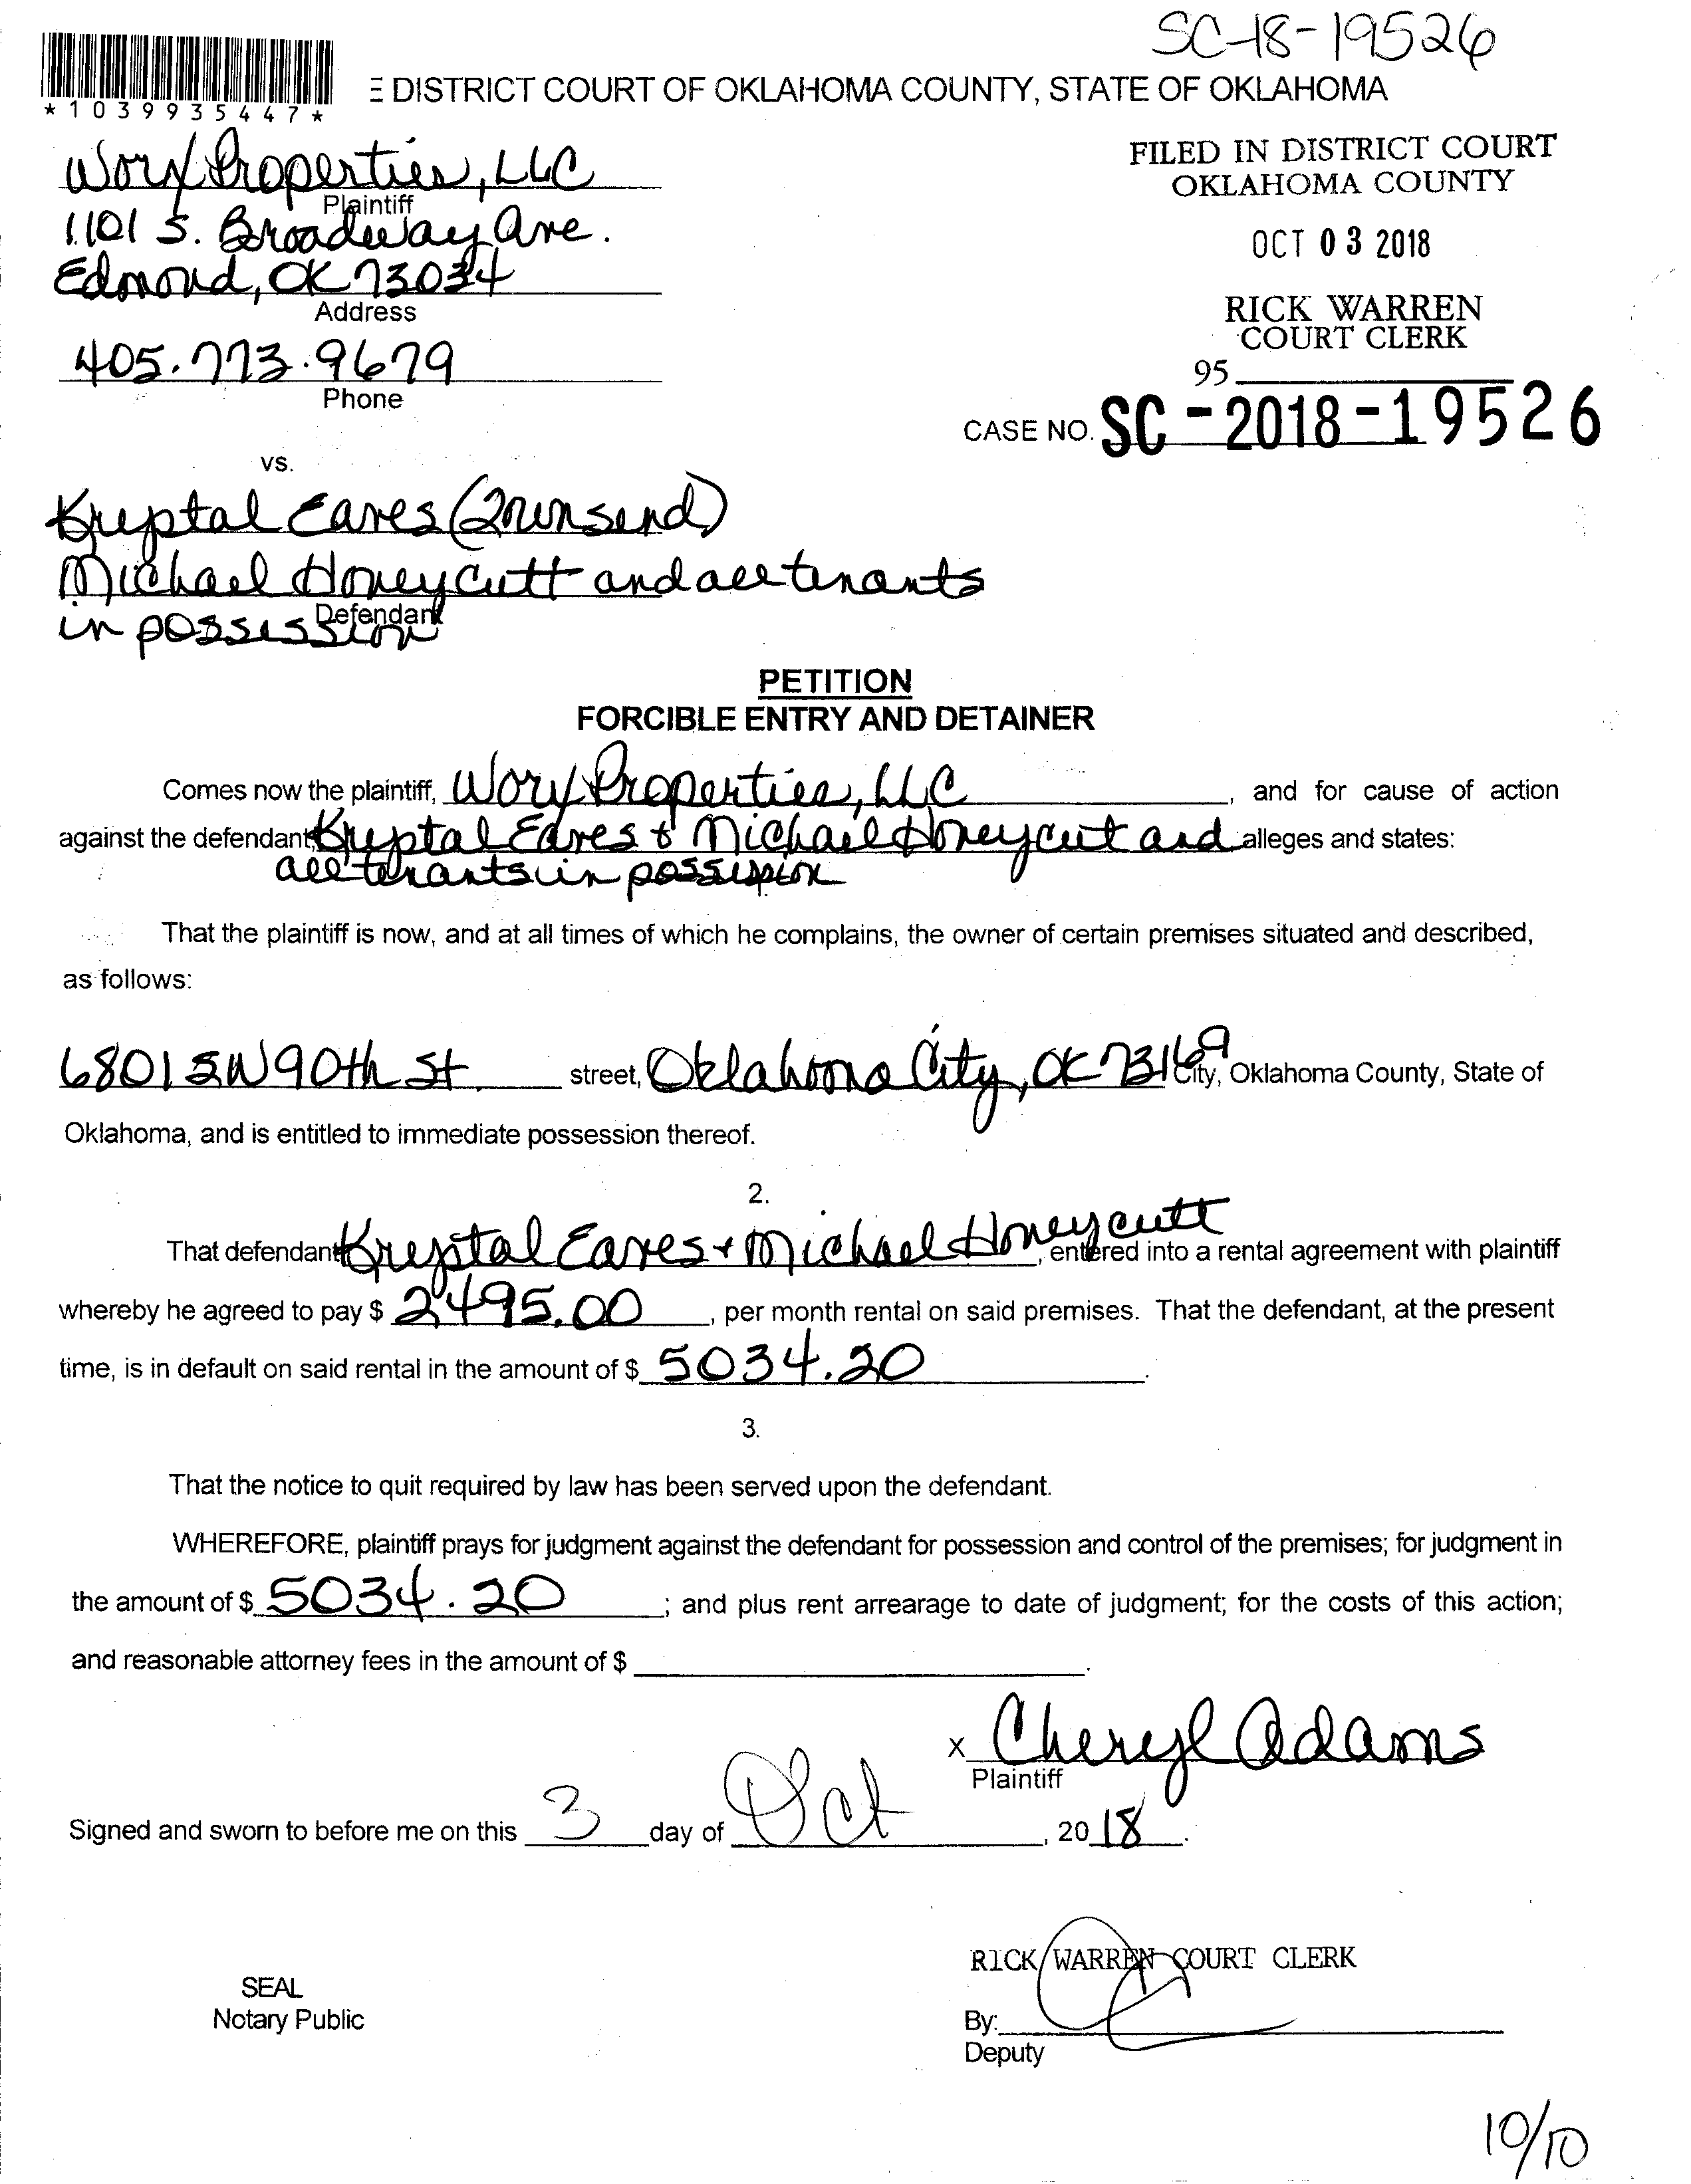 SC-18-19526
*1039935447*
DISTRICT COURT OF OKLAHOMA COUNTY, STATE OF OKLAHOMA
Worx Properties, LLC
Plaintiff
1101 S. Broadway Ave.
Edmond, OK 73034
Address
405.773.9679
Phone
FILED IN DISTRICT COURT
OKLAHOMA COUNTY
OCT 03 2018
RICK WARREN
COURT CLERK
95
CASE NO. SC-2018-19526
vs.
Krystal Eaves
Michael Honeycutt and all tenants
Defendant
in possession
PETITION
FORCIBLE ENTRY AND DETAINER
Comes now the plaintiff, Worx Properties, LLC, and for cause of action
against the defendant, Krystal Eaves & Michael Honeycutt and alleges and states:
all tenants in possession
That the plaintiff is now, and at all times of which he complains, the owner of certain premises situated and described,
as follows:
6801 SW 90th St. street, Oklahoma City, OK 73169 City, Oklahoma County, State of
Oklahoma, and is entitled to immediate possession thereof.
2.
That defendant Krystal Eaves + Michael Honeycutt, entered into a rental agreement with plaintiff
whereby he agreed to pay $ 2495.00, per month rental on said premises. That the defendant, at the present
time, is in default on said rental in the amount of $ 5034.20.
3.
That the notice to quit required by law has been served upon the defendant.
WHEREFORE, plaintiff prays for judgment against the defendant for possession and control of the premises; for judgment in
the amount of $ 5034.20; and plus rent arrearage to date of judgment; for the costs of this action;
and reasonable attorney fees in the amount of $
x Cheryl Adams
Plaintiff
Signed and sworn to before me on this 3 day of Oct, 2018.
RICK WARREN COURT CLERK
SEAL
Notary Public
By:
Deputy
10/10